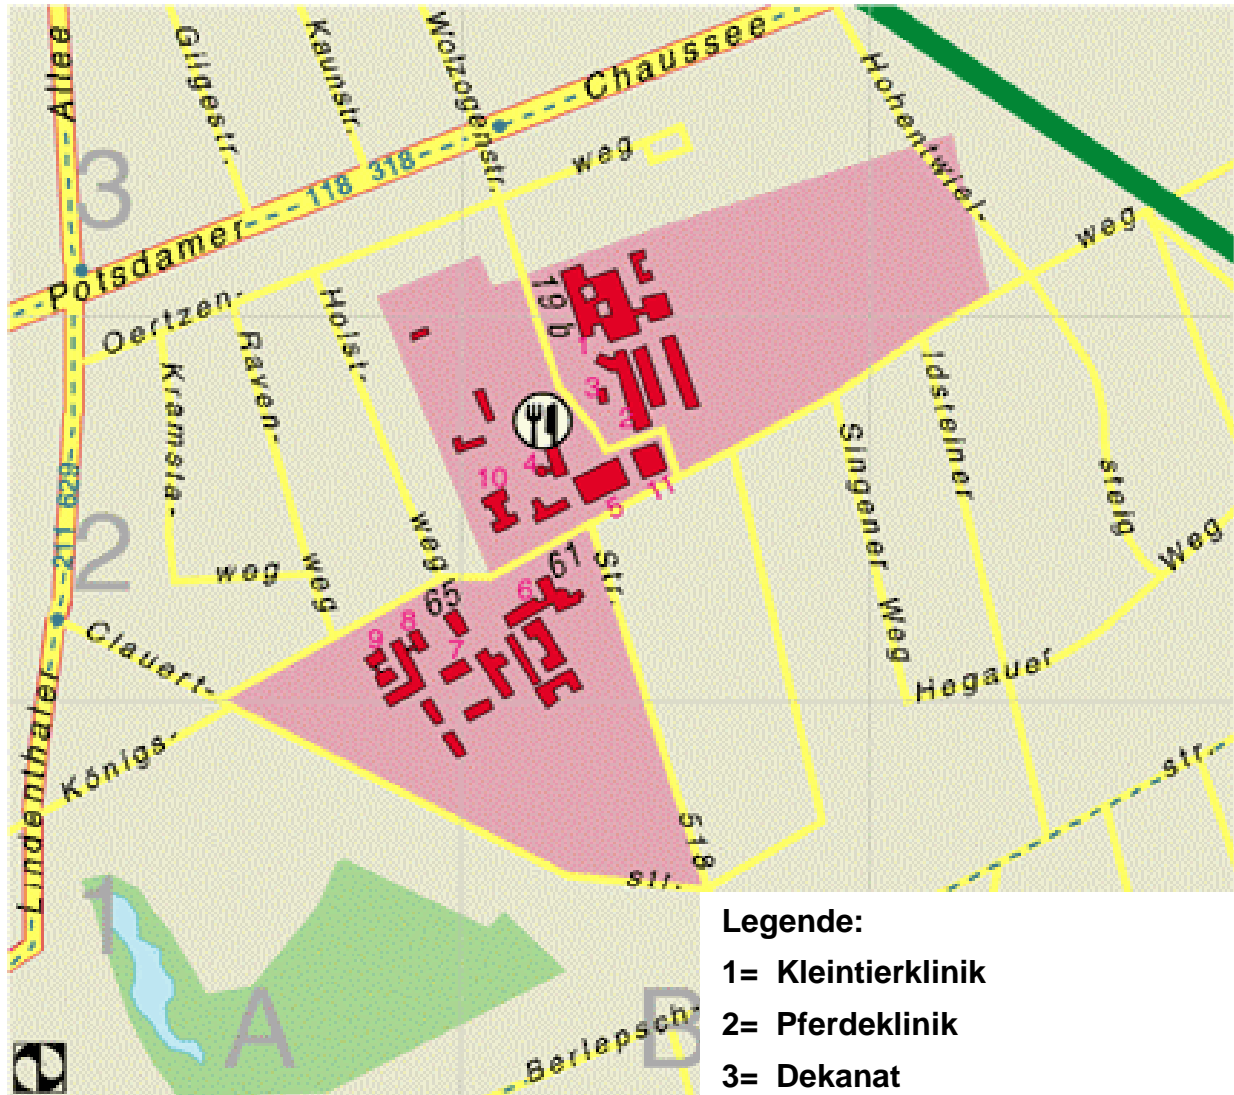 Allee
Gilgestr.
Kaunstr.
Wolzogenstr.
Chaussee
Hohentwiel-
3
118 318
weg
weg
Potsdamer
Oertzen-
19 b
Holst-
Raven-
Kramsta-
1
3
2
Idsteiner
Singener Weg
steig
10
4
5
11
629
211
2
weg
weg
weg
61
Str.
Weg
65
6
8
9
7
Clauert-
Hegauer
Königs-
Lindenthaler
str.
518
str.
1
A
B
Berlepsch-
Legende:
1= Kleintierklinik
2= Pferdeklinik
3= Dekanat